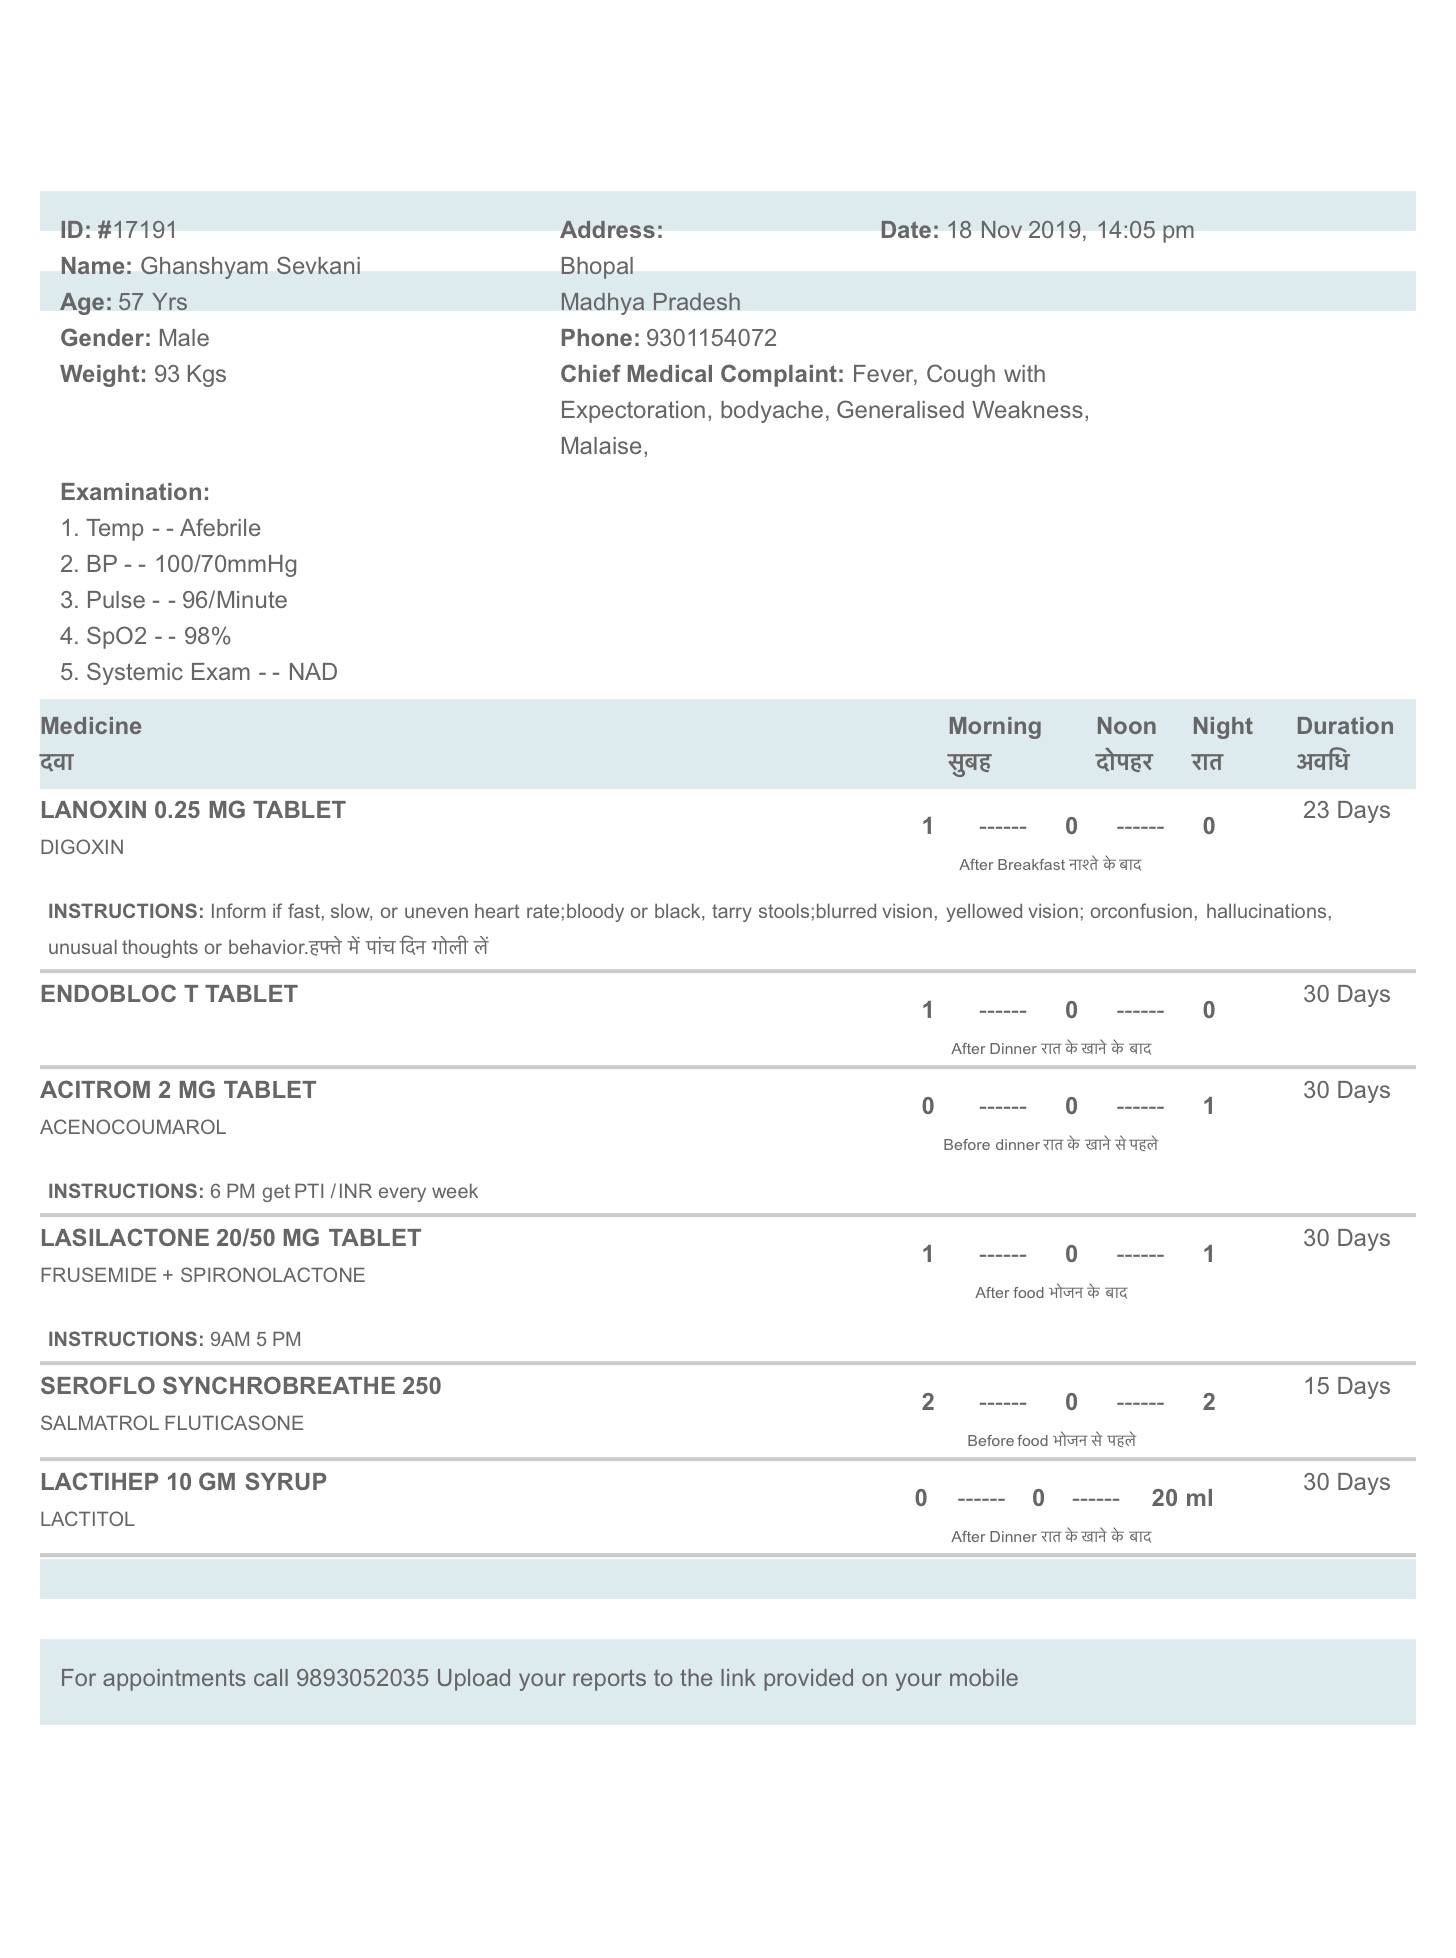 ID: #17191
Name: Ghanshyam Sevkani
Age: 57 Yrs
Gender: Male
Weight: 93 Kgs
Address:
Bhopal
Madhya Pradesh
Phone: 9301154072
Chief Medical Complaint: Fever, Cough with
Expectoration, bodyache, Generalised Weakness,
Malaise,
Date: 18 Nov 2019, 14:05 pm
Examination:
1. Temp - - Afebrile
2. BP - - 100/70mmHg
3. Pulse - - 96/Minute
4. SpO2 - - 98%
5. Systemic Exam - - NAD
Medicine Morning Noon Night Duration
दवा सुबह दोपहर रात अवधि
LANOXIN 0.25 MG TABLET 1 ------ 0 ------ 0 23 Days
DIGOXIN
After Breakfast नाश्ते के बाद
INSTRUCTIONS: Inform if fast, slow, or uneven heart rate;bloody or black, tarry stools;blurred vision, yellowed vision; orconfusion, hallucinations,
unusual thoughts or behavior.हफ्ते में पांच दिन गोली लें
ENDOBLOC T TABLET 1 ------ 0 ------ 0 30 Days
After Dinner रात के खाने के बाद
ACITROM 2 MG TABLET 0 ------ 0 ------ 1 30 Days
ACENOCOUMAROL
Before dinner रात के खाने से पहले
INSTRUCTIONS: 6 PM get PTI /INR every week
LASILACTONE 20/50 MG TABLET 1 ------ 0 ------ 1 30 Days
FRUSEMIDE + SPIRONOLACTONE
After food भोजन के बाद
INSTRUCTIONS: 9AM 5 PM
SEROFLO SYNCHROBREATHE 250 2 ------ 0 ------ 2 15 Days
SALMATROL FLUTICASONE
Before food भोजन से पहले
LACTIHEP 10 GM SYRUP 0 ------ 0 ------ 20 ml 30 Days
LACTITOL
After Dinner रात के खाने के बाद
For appointments call 9893052035 Upload your reports to the link provided on your mobile